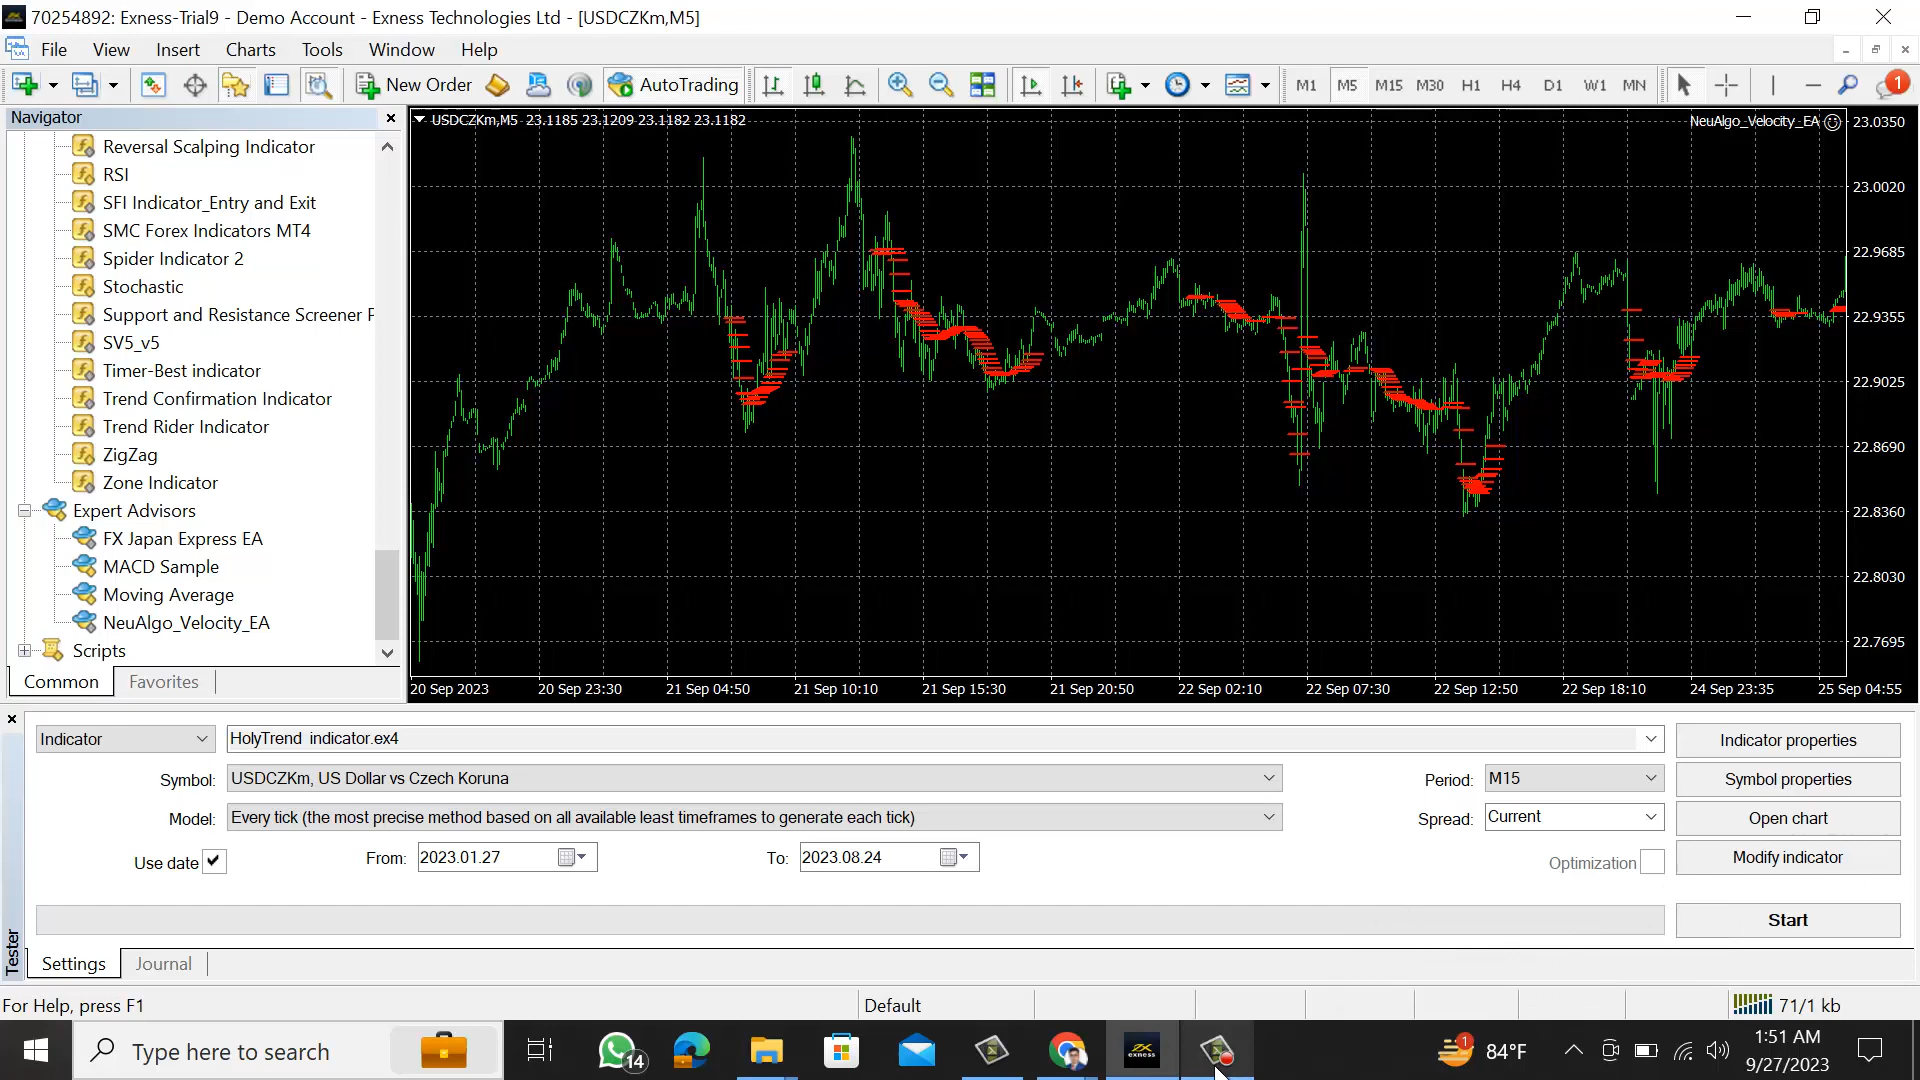 70254892: Exness-Trial9 - Demo Account - Exness Technologies Ltd - [USDCZKm,M5]
File View Insert Charts Tools Window Help
New Order AutoTrading M1 M5 M15 M30 H1 H4 D1 W1 MN 1
Navigator
Reversal Scalping Indicator
RSI
SFI Indicator_Entry and Exit
SMC Forex Indicators MT4
Spider Indicator 2
Stochastic
Support and Resistance Screener F
SV5_v5
Timer-Best indicator
Trend Confirmation Indicator
Trend Rider Indicator
ZigZag
Zone Indicator
Expert Advisors
FX Japan Express EA
MACD Sample
Moving Average
NeuAlgo_Velocity_EA
Scripts
Common Favorites
USDCZKm,M5 23.1185 23.1209 23.1182 23.1182
NeuAlgo_Velocity_EA
23.0350
23.0020
22.9685
22.9355
22.9025
22.8690
22.8360
22.8030
22.7695
20 Sep 2023 20 Sep 23:30 21 Sep 04:50 21 Sep 10:10 21 Sep 15:30 21 Sep 20:50 22 Sep 02:10 22 Sep 07:30 22 Sep 12:50 22 Sep 18:10 24 Sep 23:35 25 Sep 04:55
Indicator HolyTrend indicator.ex4 Indicator properties
Symbol: USDCZKm, US Dollar vs Czech Koruna Period: M15 Symbol properties
Model: Every tick (the most precise method based on all available least timeframes to generate each tick) Spread: Current Open chart
Use date From: 2023.01.27 To: 2023.08.24 Optimization Modify indicator
Start
Tester
Settings Journal
For Help, press F1 Default 71/1 kb
Type here to search 14 exness 1 84°F 1:51 AM
9/27/2023